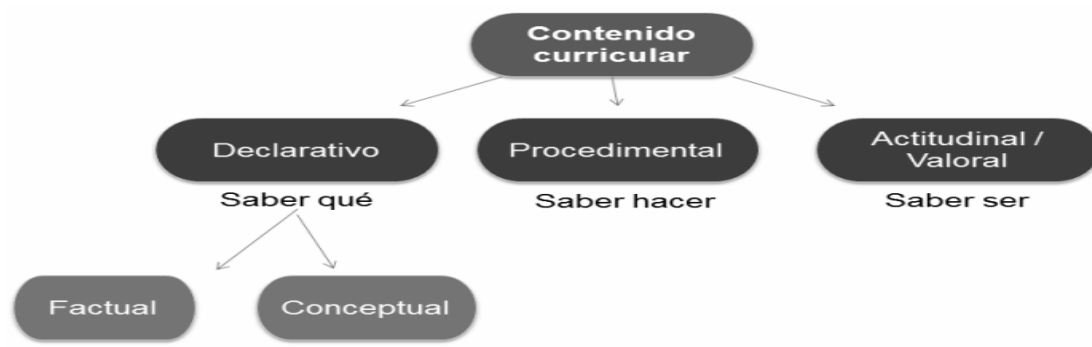 Contenido
curricular
Declarativo
Procedimental
Actitudinal /
Valoral
Saber qué
Saber hacer
Saber ser
Factual
Conceptual